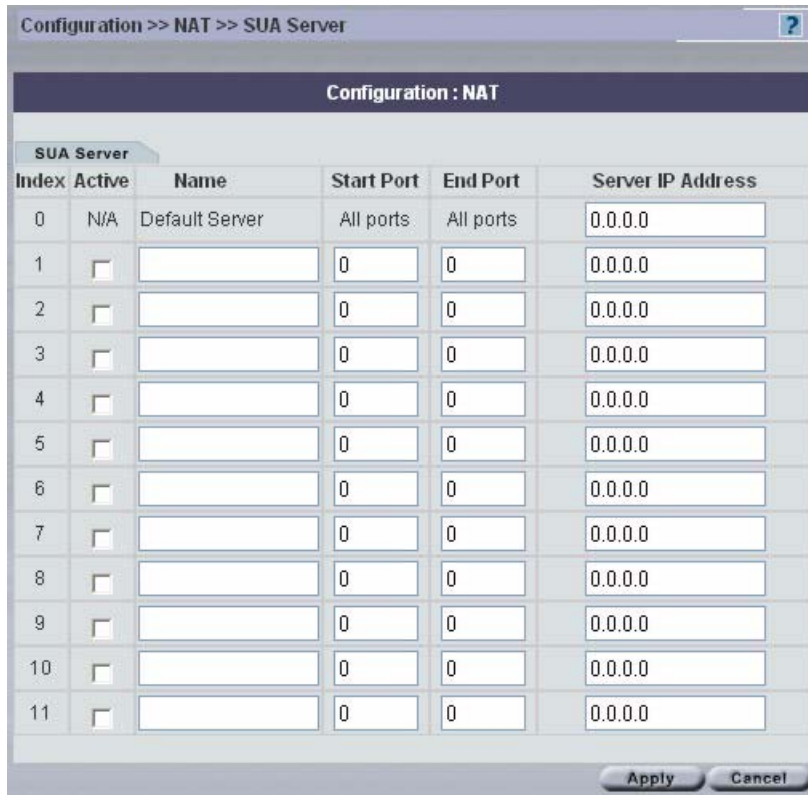 Configuration >> NAT >> SUA Server ?
Configuration : NAT
SUA Server
Index Active Name Start Port End Port Server IP Address
0 N/A Default Server All ports All ports 0.0.0.0
1 0 0 0.0.0.0
2 0 0 0.0.0.0
3 0 0 0.0.0.0
4 0 0 0.0.0.0
5 0 0 0.0.0.0
6 0 0 0.0.0.0
7 0 0 0.0.0.0
8 0 0 0.0.0.0
9 0 0 0.0.0.0
10 0 0 0.0.0.0
11 0 0 0.0.0.0
Apply Cancel